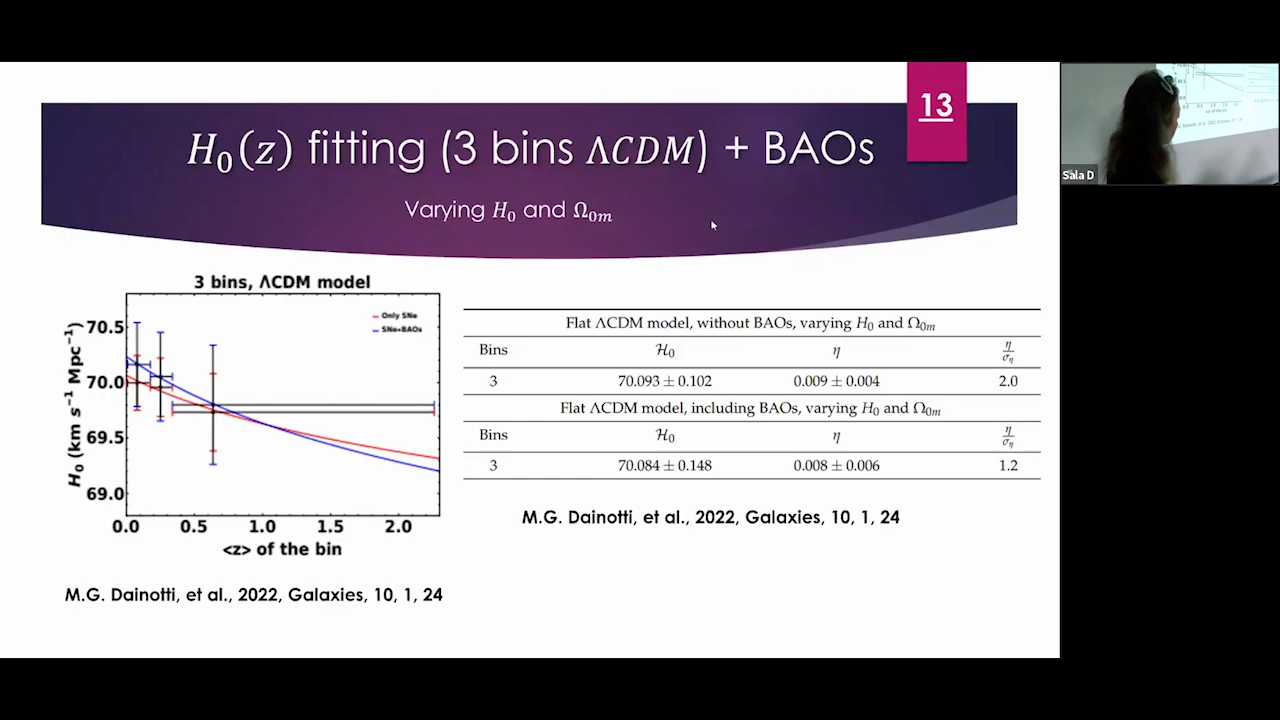 13
H₀(z) fitting (3 bins ΛCDM) + BAOs
Varying H₀ and Ω₀ₘ
3 bins, ΛCDM model
Only SNe
SNe+BAOs
70.5
70.0
69.5
69.0
H₀ (km s⁻¹ Mpc⁻¹)
0.0 0.5 1.0 1.5 2.0
<z> of the bin
M.G. Dainotti, et al., 2022, Galaxies, 10, 1, 24
Flat ΛCDM model, without BAOs, varying H₀ and Ω₀ₘ
Bins ℋ₀ η η/σ_η
3 70.093 ± 0.102 0.009 ± 0.004 2.0
Flat ΛCDM model, including BAOs, varying H₀ and Ω₀ₘ
Bins ℋ₀ η η/σ_η
3 70.084 ± 0.148 0.008 ± 0.006 1.2
M.G. Dainotti, et al., 2022, Galaxies, 10, 1, 24
Sala D